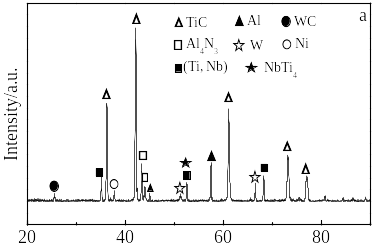 a
TiC Al WC
Al₄N₃ W Ni
(Ti, Nb) NbTi₄
Intensity/a.u.
20 40 60 80